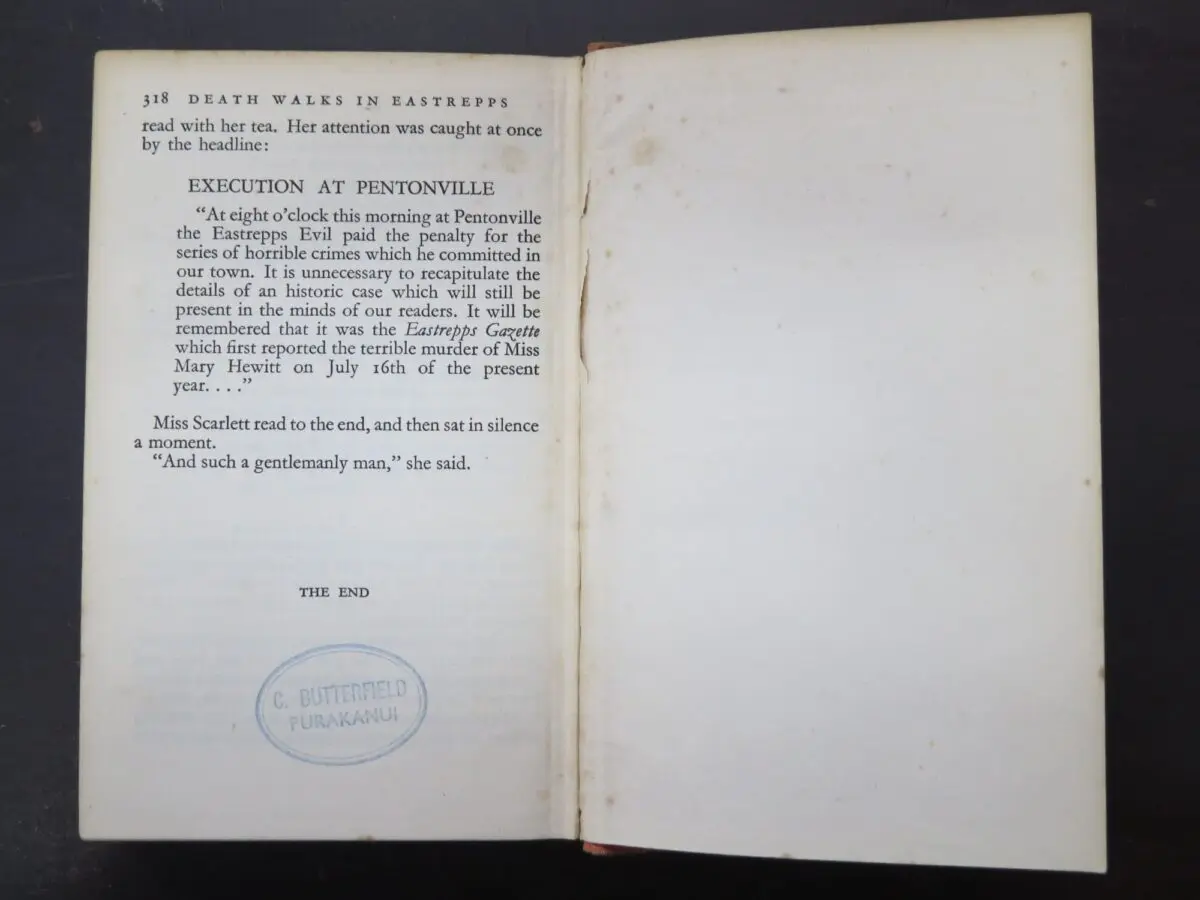 318 DEATH WALKS IN EASTREPPS
read with her tea. Her attention was caught at once
by the headline:
EXECUTION AT PENTONVILLE
“At eight o’clock this morning at Pentonville
the Eastrepps Evil paid the penalty for the
series of horrible crimes which he committed in
our town. It is unnecessary to recapitulate the
details of an historic case which will still be
present in the minds of our readers. It will be
remembered that it was the Eastrepps Gazette
which first reported the terrible murder of Miss
Mary Hewitt on July 16th of the present
year. . . .”
Miss Scarlett read to the end, and then sat in silence
a moment.
“And such a gentlemanly man,” she said.
THE END
C. BUTTERFIELD
PURAKANUI